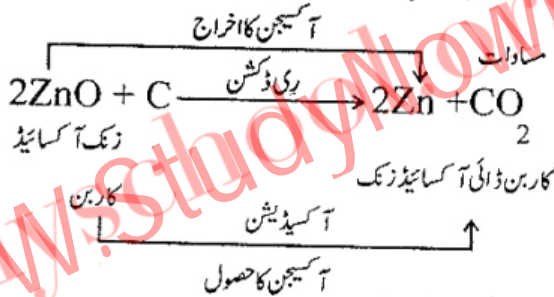 آکسیجن کا اخراج
مساوات
2ZnO + C ری ڈکشن 2Zn + CO2
زنک آکسائیڈ
کاربن ڈائی آکسائیڈ زنک
کاربن
آکسیڈیشن
آکسیجن کا حصول
www.StudyNow